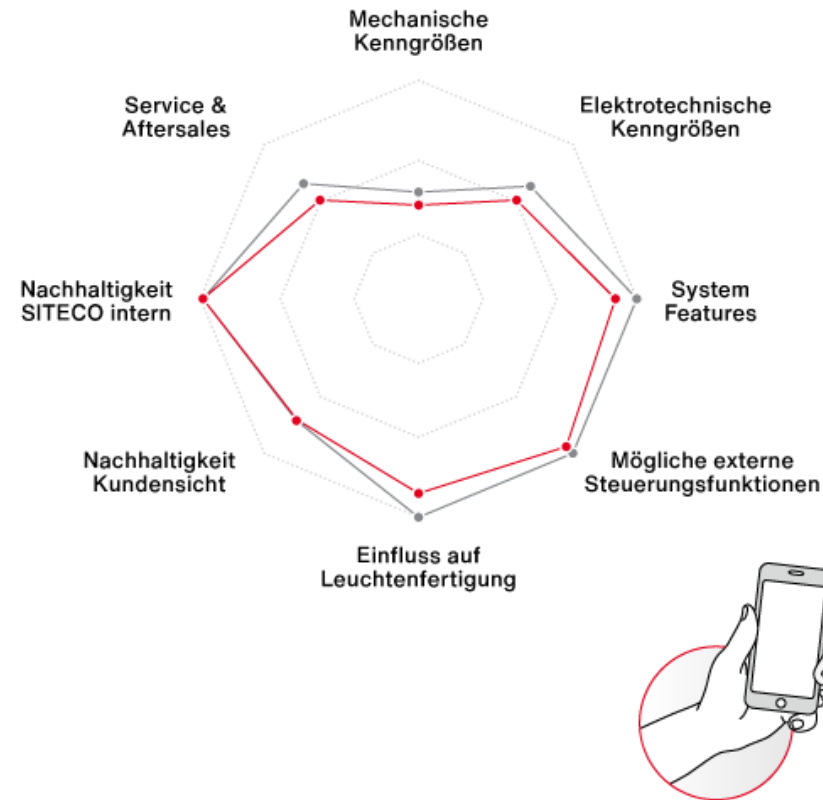 Mechanische
Kenngrößen
Service &
Aftersales
Elektrotechnische
Kenngrößen
Nachhaltigkeit
SITECO intern
System
Features
Nachhaltigkeit
Kundensicht
Mögliche externe
Steuerungsfunktionen
Einfluss auf
Leuchtenfertigung